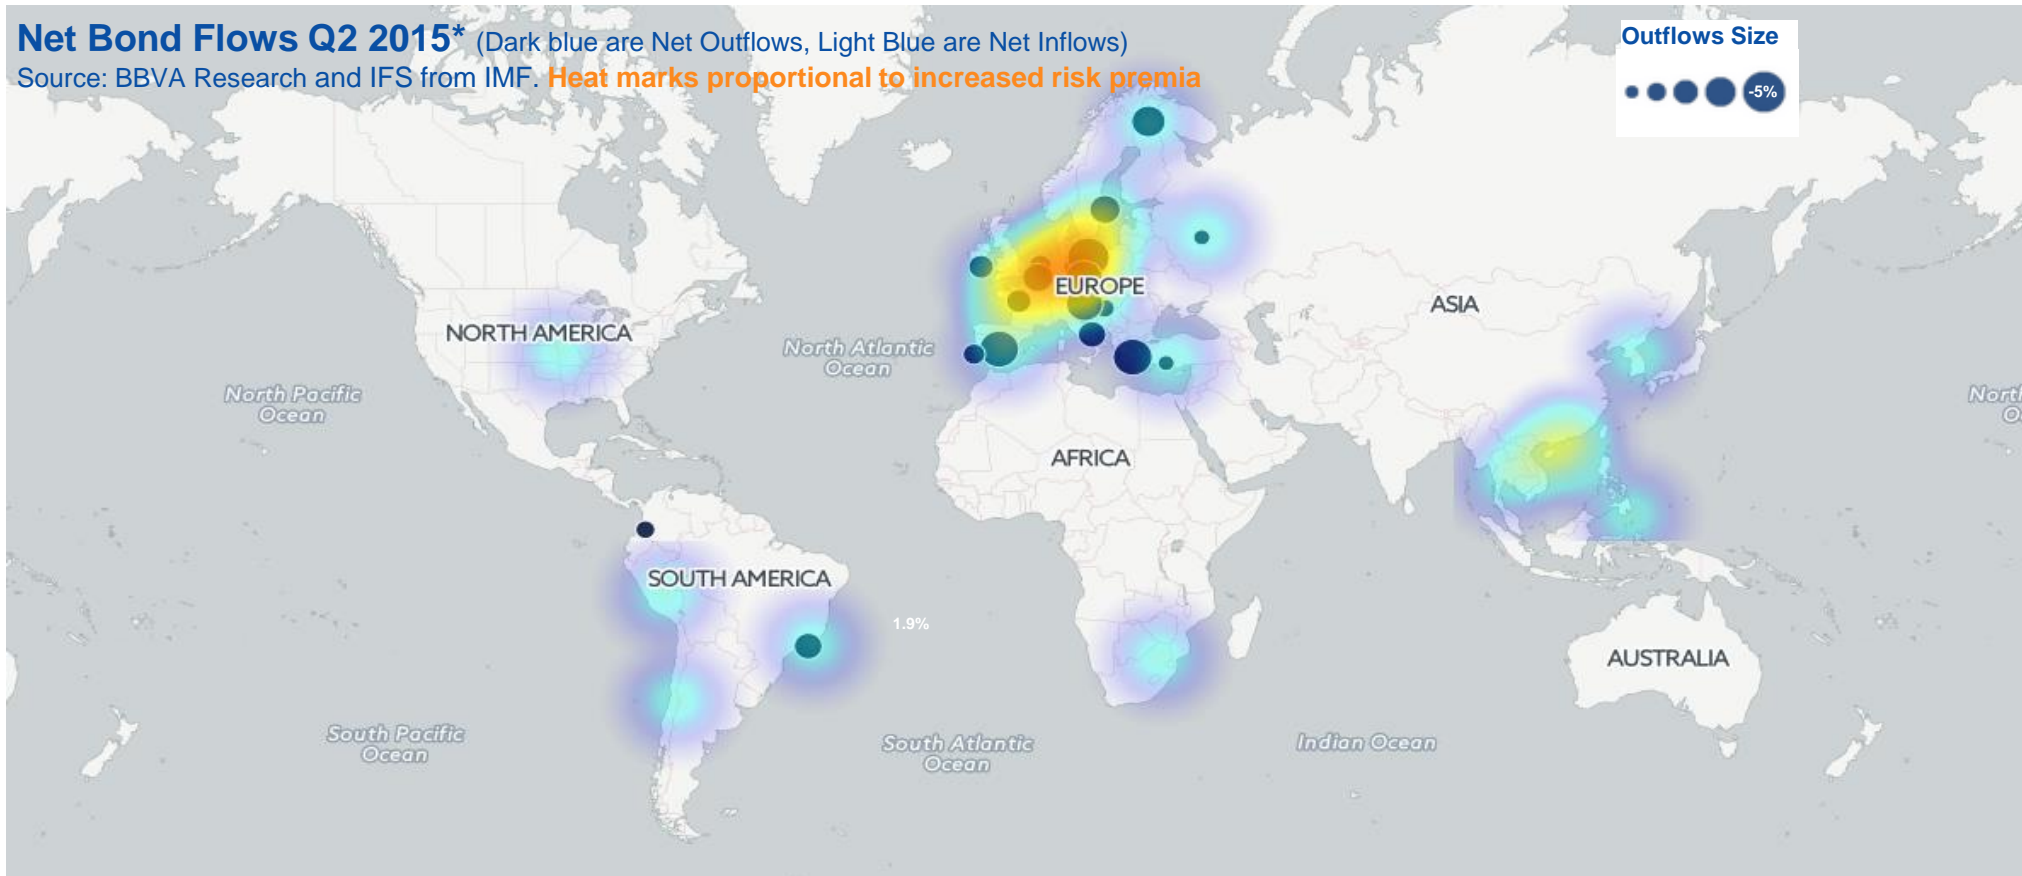 Net Bond Flows Q2 2015* (Dark blue are Net Outflows, Light Blue are Net Inflows)
Source: BBVA Research and IFS from IMF. Heat marks proportional to increased risk premia
Outflows Size
-5%
EUROPE
ASIA
NORTH AMERICA
North Atlantic
Ocean
North Pacific
Ocean
North
O
AFRICA
SOUTH AMERICA
1.9%
AUSTRALIA
South Pacific
Ocean
South Atlantic
Ocean
Indian Ocean